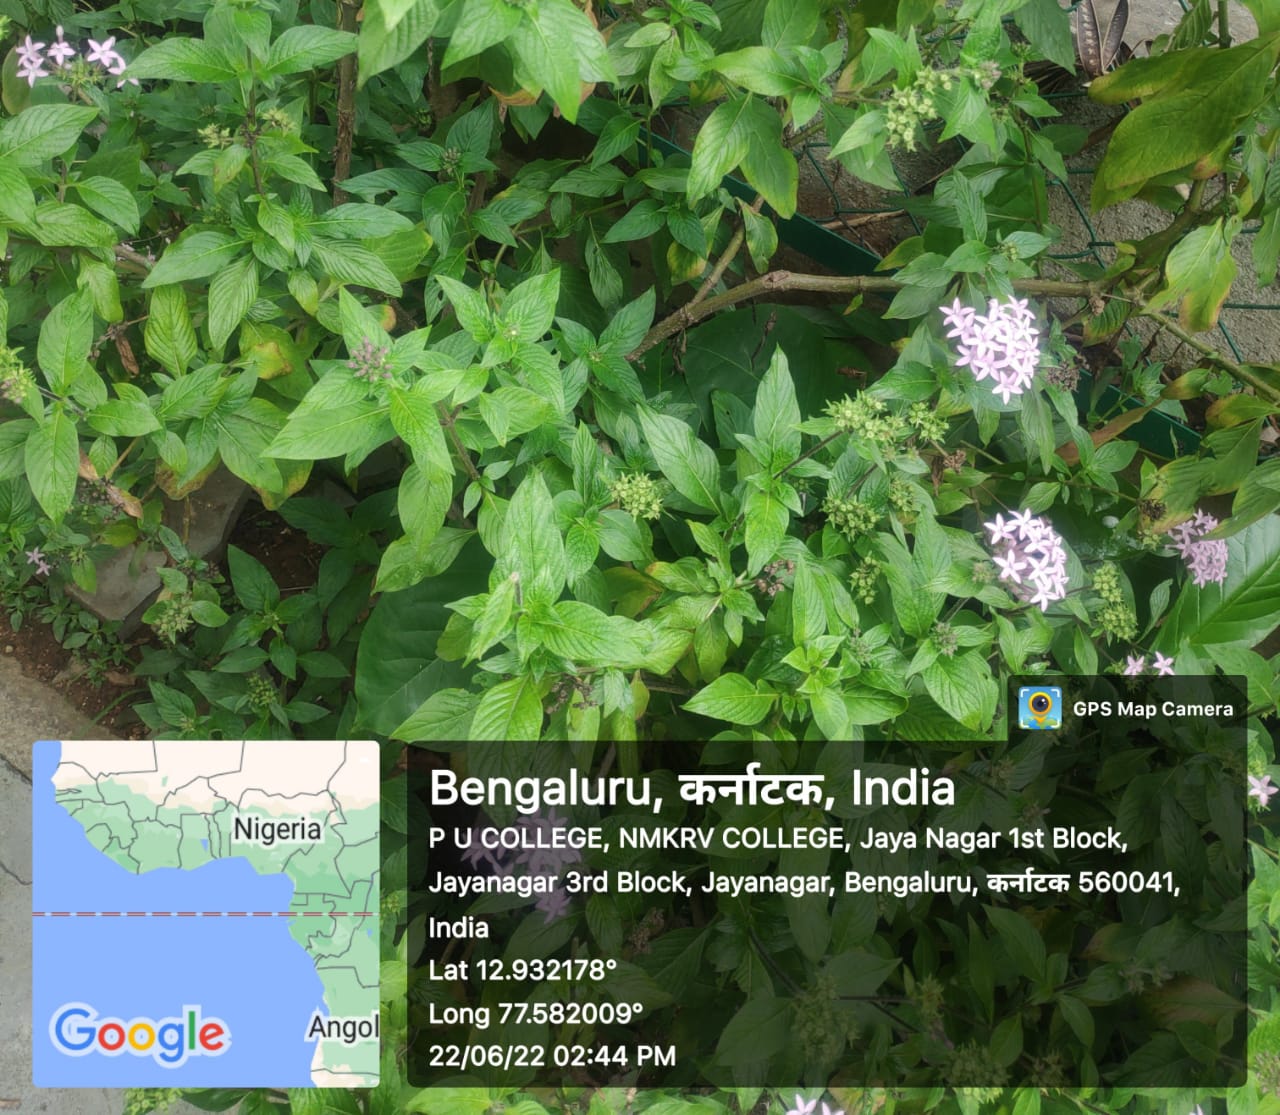 GPS Map Camera
Bengaluru, कर्नाटक, India
P U COLLEGE, NMKRV COLLEGE, Jaya Nagar 1st Block,
Jayanagar 3rd Block, Jayanagar, Bengaluru, कर्नाटक 560041,
India
Lat 12.932178°
Long 77.582009°
22/06/22 02:44 PM
Nigeria
Angol
Google